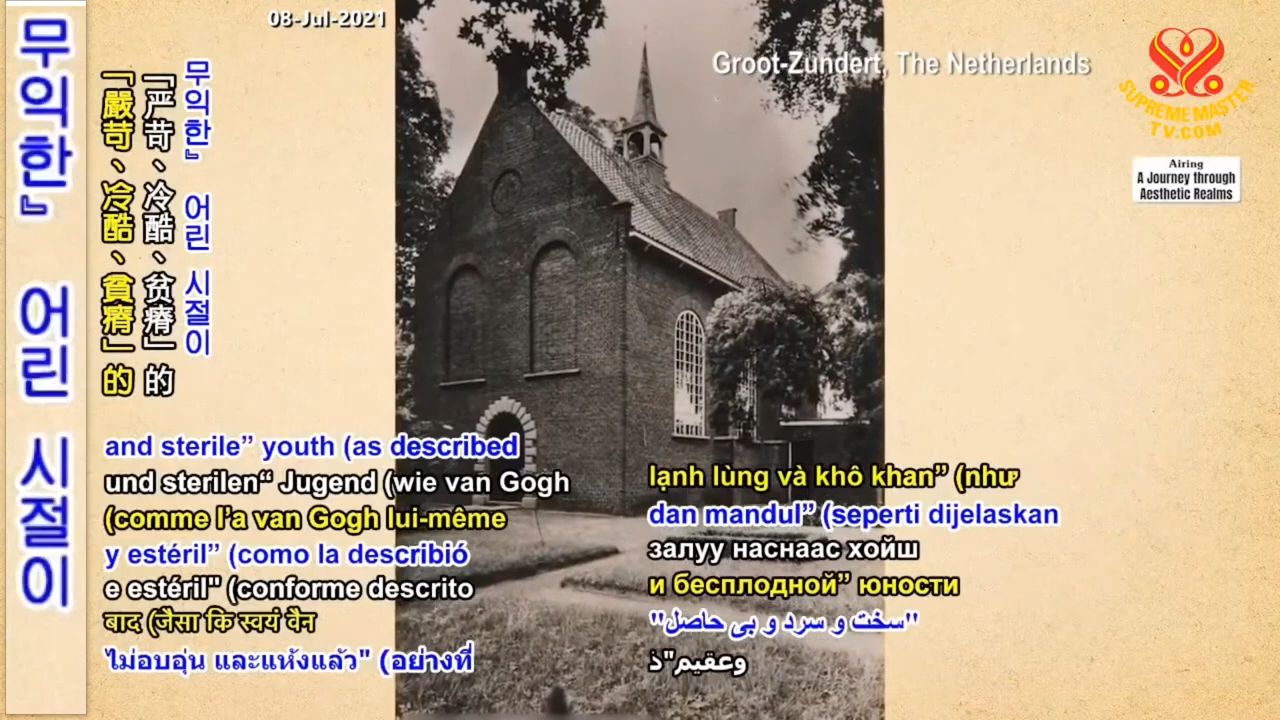 08-Jul-2021
Groot-Zundert, The Netherlands
SUPREME MASTER
TV.COM
Airing
A Journey through
Aesthetic Realms
무의한』 어린 시절이
무의한』 어린 시절이
「严苛、冷酷、贫瘠」的
「嚴苛、冷酷、貧瘠」的
and sterile” youth (as described
und sterilen“ Jugend (wie van Gogh
(comme l’a van Gogh lui-même
y estéril” (como la describió
e estéril" (conforme descrito
बाद (जैसा कि स्वयं वैन
ไม่อบอุ่น และแห้งแล้ว" (อย่างที่
lạnh lùng và khô khan” (như
dan mandul” (seperti dijelaskan
залуу наснаас хойш
и бесплодной” юности
"سخت و سرد و بی حاصل"
وعقيم"ذ